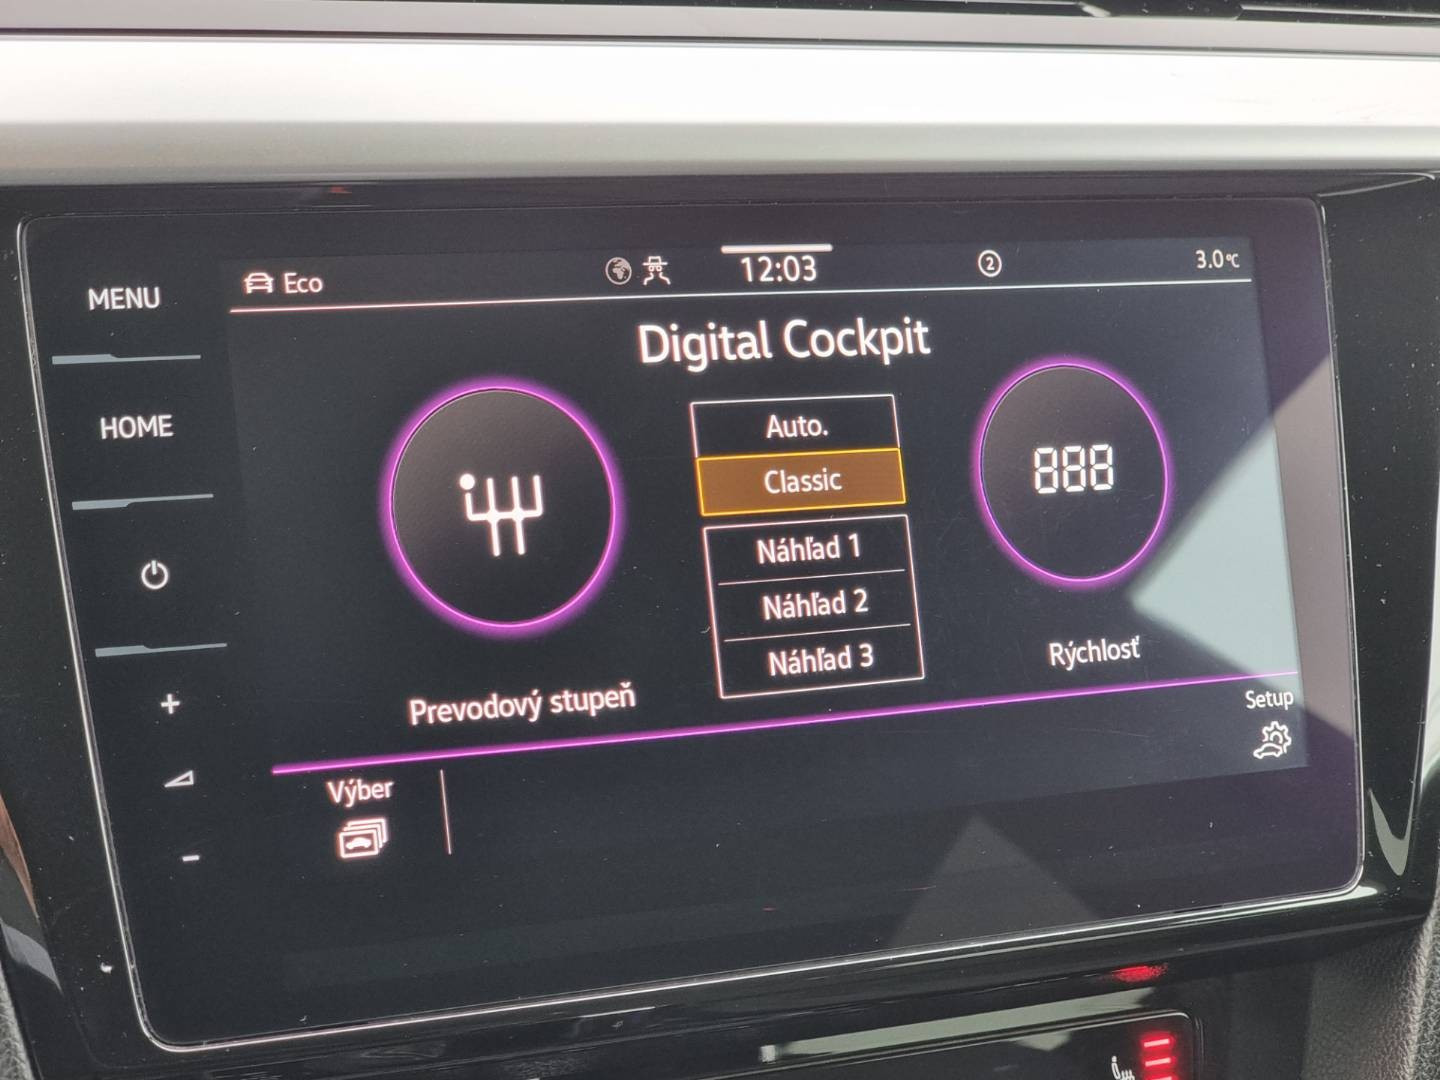 MENU
HOME
Eco
12:03
2
3.0°C
Digital Cockpit
Auto.
Classic
Náhľad 1
Náhľad 2
Náhľad 3
888
Prevodový stupeň
Rýchlosť
Setup
Výber